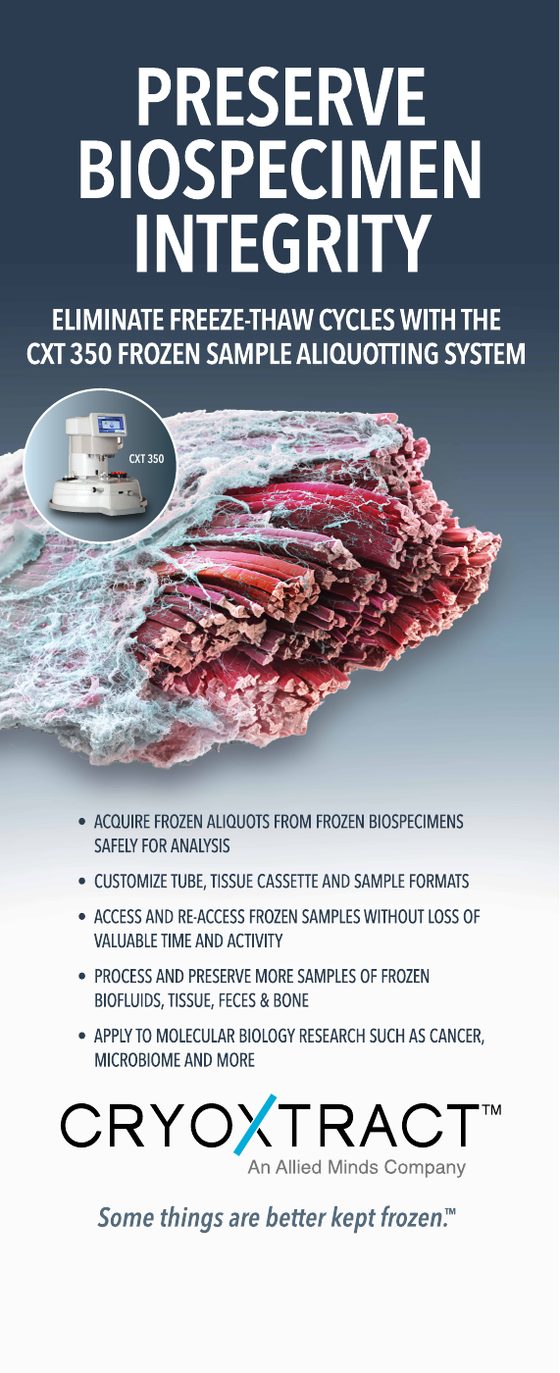 PRESERVE
BIOSPECIMEN
INTEGRITY
ELIMINATE FREEZE-THAW CYCLES WITH THE
CXT 350 FROZEN SAMPLE ALIQUOTTING SYSTEM
CXT 350
• ACQUIRE FROZEN ALIQUOTS FROM FROZEN BIOSPECIMENS
SAFELY FOR ANALYSIS
• CUSTOMIZE TUBE, TISSUE CASSETTE AND SAMPLE FORMATS
• ACCESS AND RE-ACCESS FROZEN SAMPLES WITHOUT LOSS OF
VALUABLE TIME AND ACTIVITY
• PROCESS AND PRESERVE MORE SAMPLES OF FROZEN
BIOFLUIDS, TISSUE, FECES & BONE
• APPLY TO MOLECULAR BIOLOGY RESEARCH SUCH AS CANCER,
MICROBIOME AND MORE
CRYOXTRACT™
An Allied Minds Company
Some things are better kept frozen.™